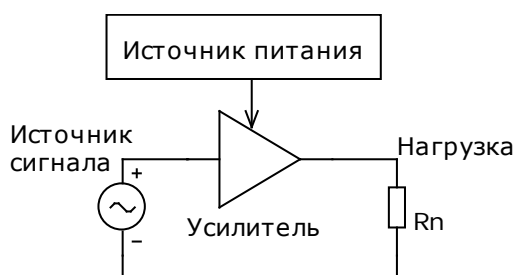 Источник питания
Источник
сигнала
Нагрузка
+
−
Усилитель
Rn